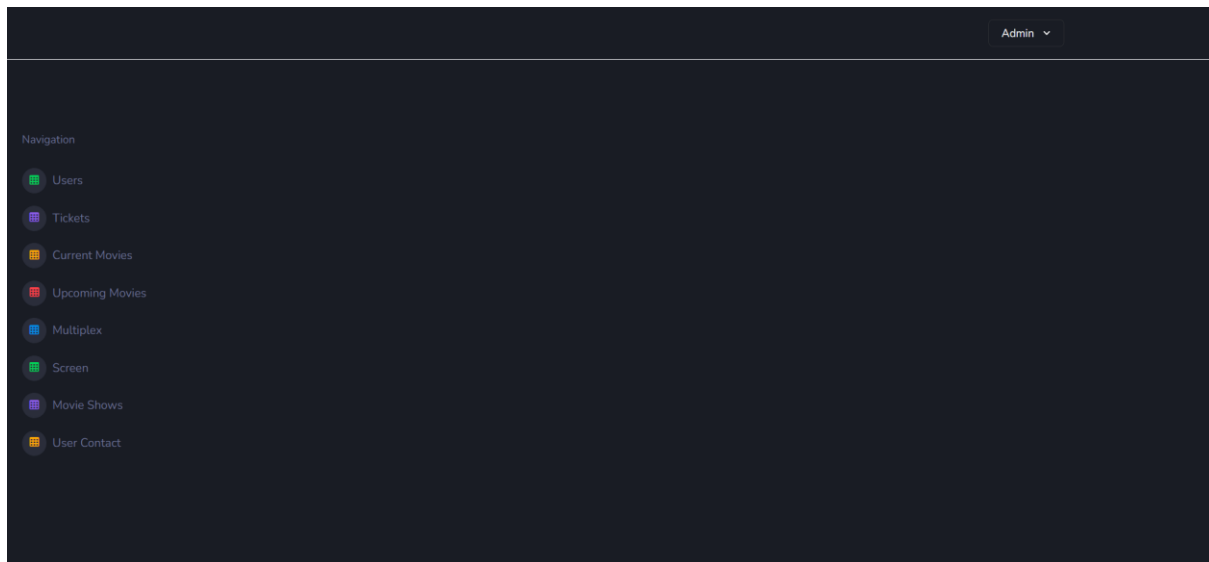 Admin
Navigation
Users
Tickets
Current Movies
Upcoming Movies
Multiplex
Screen
Movie Shows
User Contact